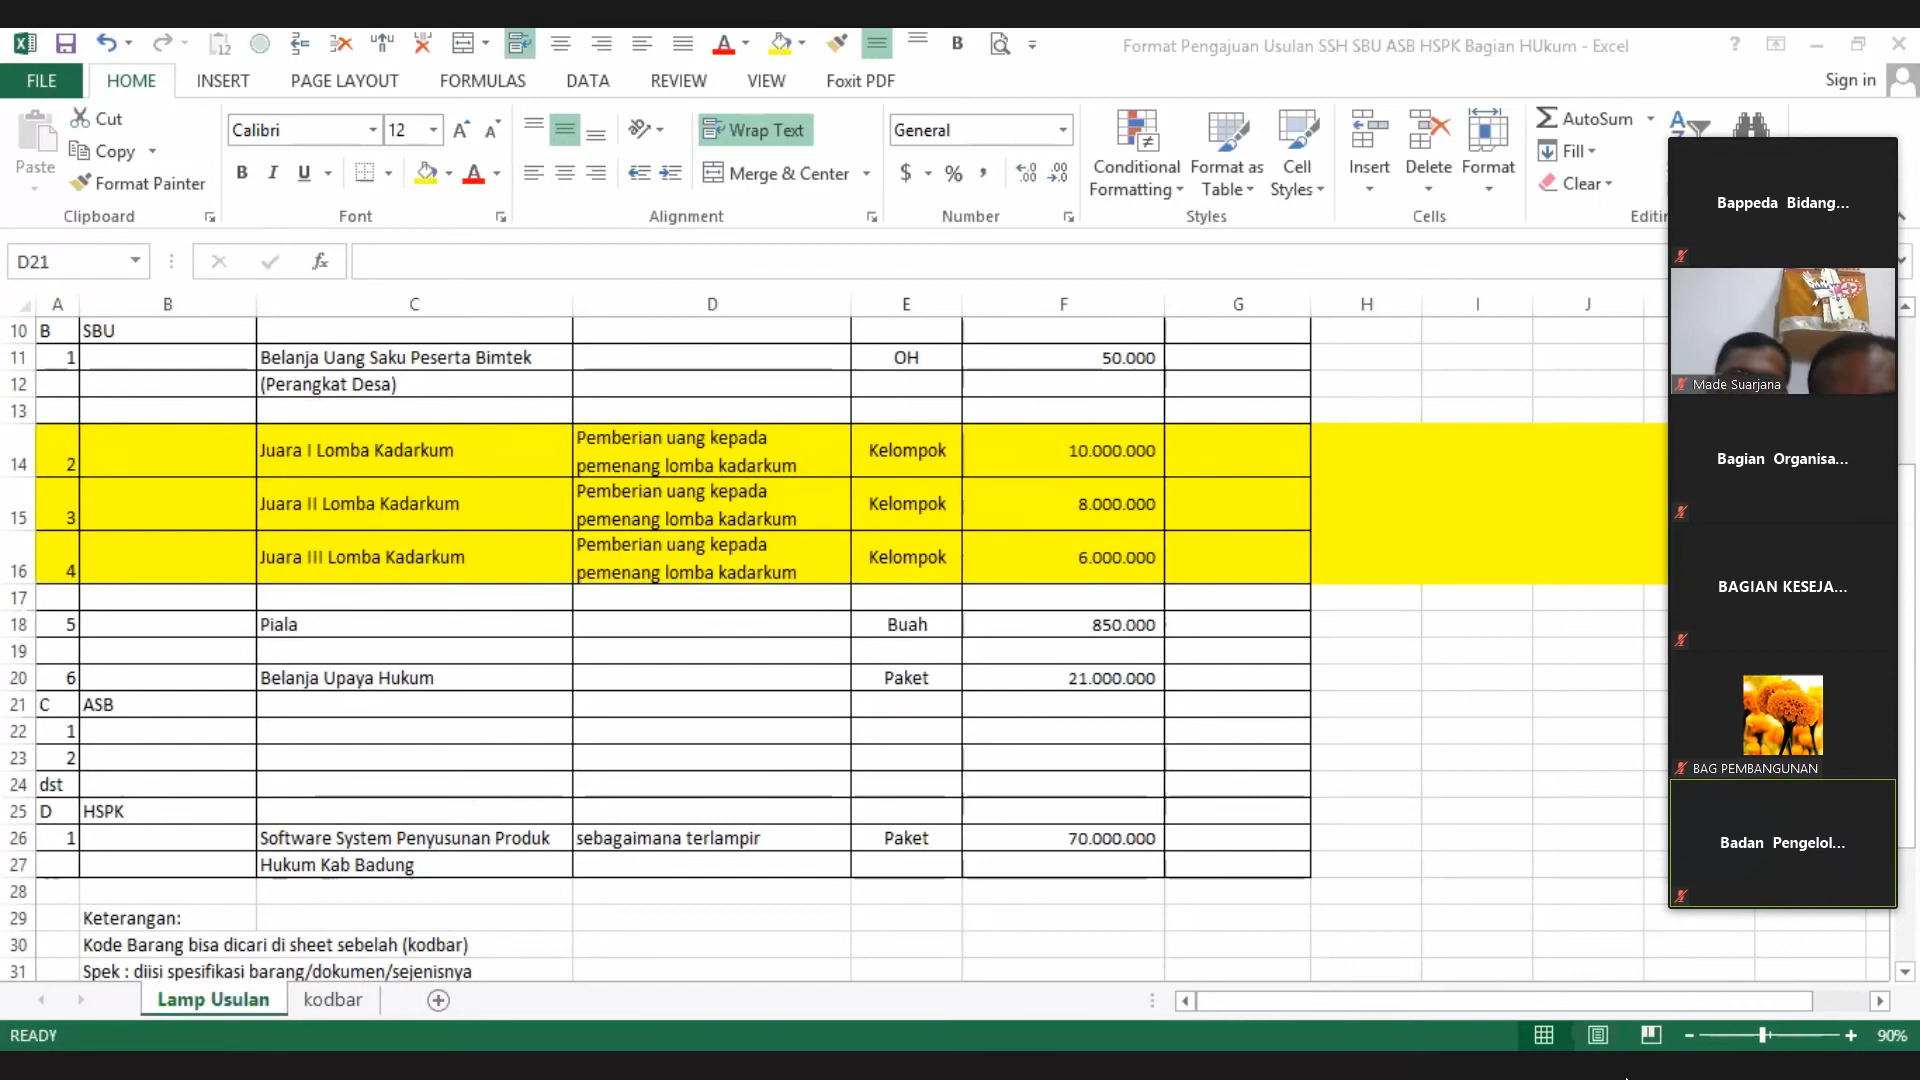 Format Pengajuan Usulan SSH SBU ASB HSPK Bagian HUkum - Excel
FILE HOME INSERT PAGE LAYOUT FORMULAS DATA REVIEW VIEW Foxit PDF Sign in
Cut
Copy
Format Painter
Paste
Clipboard
Calibri 12
B I U
Font
Wrap Text
Merge & Center
Alignment
General
$ % ,
Number
Conditional Formatting
Format as Table
Cell Styles
Styles
Insert Delete Format
Cells
AutoSum
Fill
Clear
D21
A B C D E F G H I J
10 B SBU
11 1 Belanja Uang Saku Peserta Bimtek OH 50.000
12 (Perangkat Desa)
13
14 2 Juara I Lomba Kadarkum Pemberian uang kepada pemenang lomba kadarkum Kelompok 10.000.000
15 3 Juara II Lomba Kadarkum Pemberian uang kepada pemenang lomba kadarkum Kelompok 8.000.000
16 4 Juara III Lomba Kadarkum Pemberian uang kepada pemenang lomba kadarkum Kelompok 6.000.000
17
18 5 Piala Buah 850.000
19
20 6 Belanja Upaya Hukum Paket 21.000.000
21 C ASB
22 1
23 2
24 dst
25 D HSPK
26 1 Software System Penyusunan Produk sebagaimana terlampir Paket 70.000.000
27 Hukum Kab Badung
28
29 Keterangan:
30 Kode Barang bisa dicari di sheet sebelah (kodbar)
31 Spek : diisi spesifikasi barang/dokumen/sejenisnya
Lamp Usulan kodbar
READY 90%
Bappeda Bidang...
Made Suarjana
Bagian Organisa...
BAGIAN KESEJA...
BAG PEMBANGUNAN
Badan Pengelol...